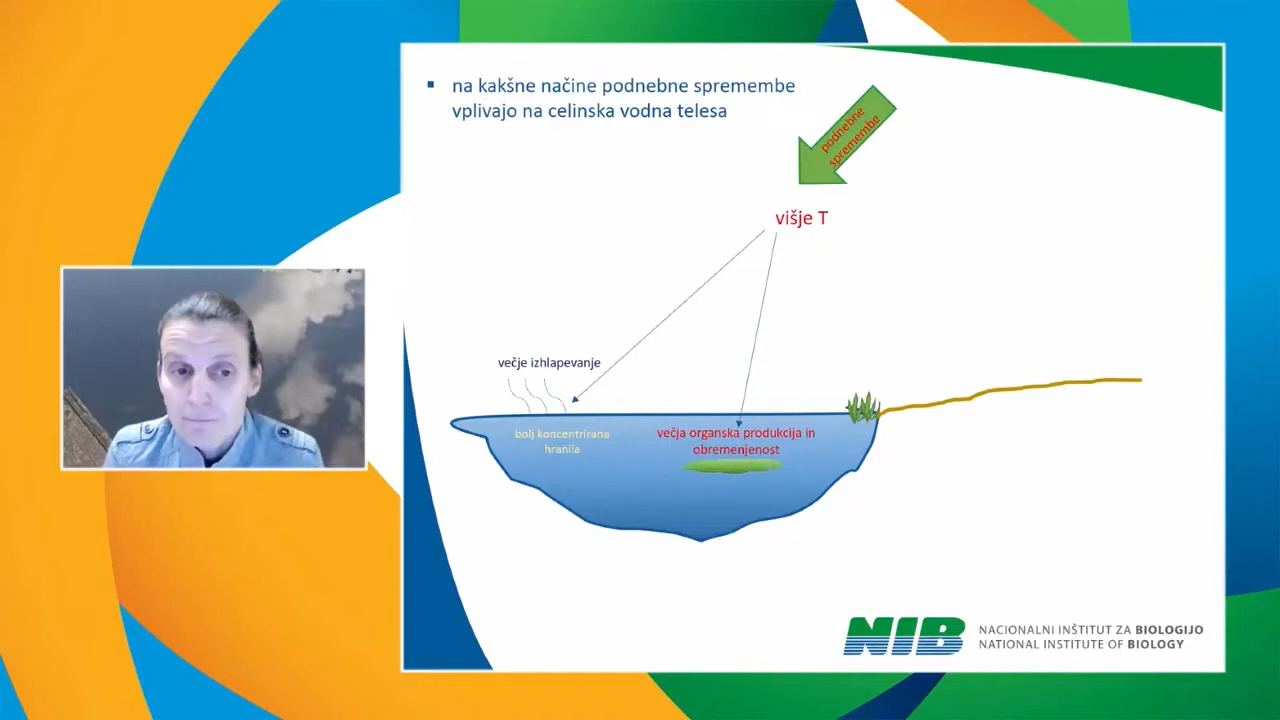 na kakšne načine podnebne spremembe
vplivajo na celinska vodna telesa
podnebne
spremembe
višje T
večje izhlapevanje
bolj koncentrirana
hranila
večja organska produkcija in
obremenjenost
NIB
NACIONALNI INŠTITUT ZA BIOLOGIJO
NATIONAL INSTITUTE OF BIOLOGY